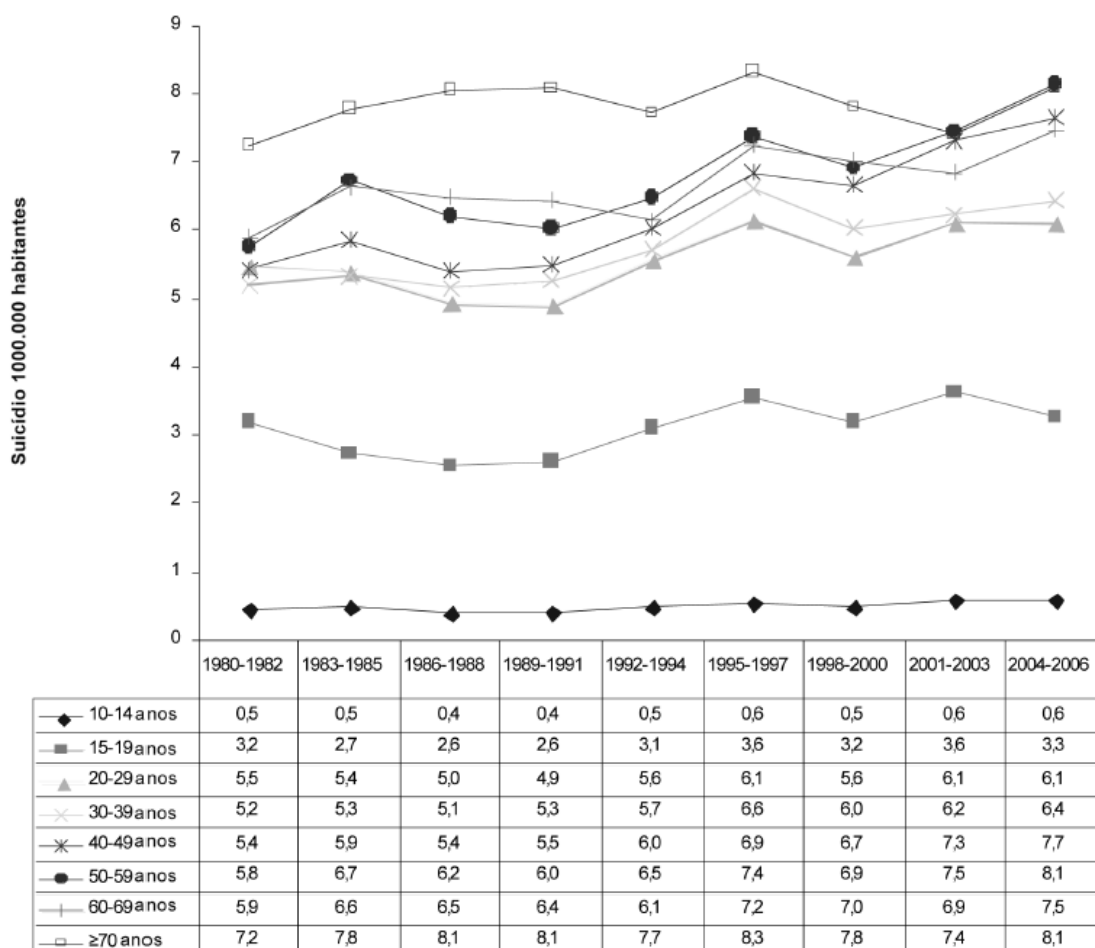 9
8
7
6
5
4
3
2
1
0
Suicídio 1000.000 habitantes
1980-1982 1983-1985 1986-1988 1989-1991 1992-1994 1995-1997 1998-2000 2001-2003 2004-2006
10-14 anos 0,5 0,5 0,4 0,4 0,5 0,6 0,5 0,6 0,6
15-19 anos 3,2 2,7 2,6 2,6 3,1 3,6 3,2 3,6 3,3
20-29 anos 5,5 5,4 5,0 4,9 5,6 6,1 5,6 6,1 6,1
30-39 anos 5,2 5,3 5,1 5,3 5,7 6,6 6,0 6,2 6,4
40-49 anos 5,4 5,9 5,4 5,5 6,0 6,9 6,7 7,3 7,7
50-59 anos 5,8 6,7 6,2 6,0 6,5 7,4 6,9 7,5 8,1
60-69 anos 5,9 6,6 6,5 6,4 6,1 7,2 7,0 6,9 7,5
≥70 anos 7,2 7,8 8,1 8,1 7,7 8,3 7,8 7,4 8,1